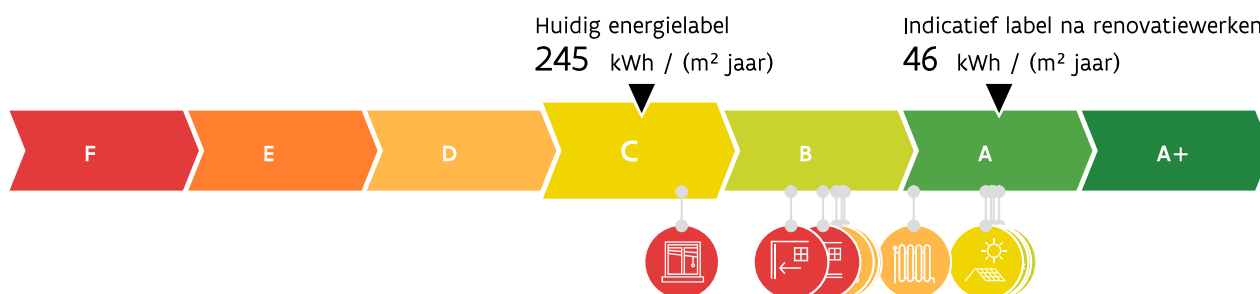 Huidig energielabel
245 kWh / (m² jaar)
Indicatief label na renovatiewerken
46 kWh / (m² jaar)
F
E
D
C
B
A
A+